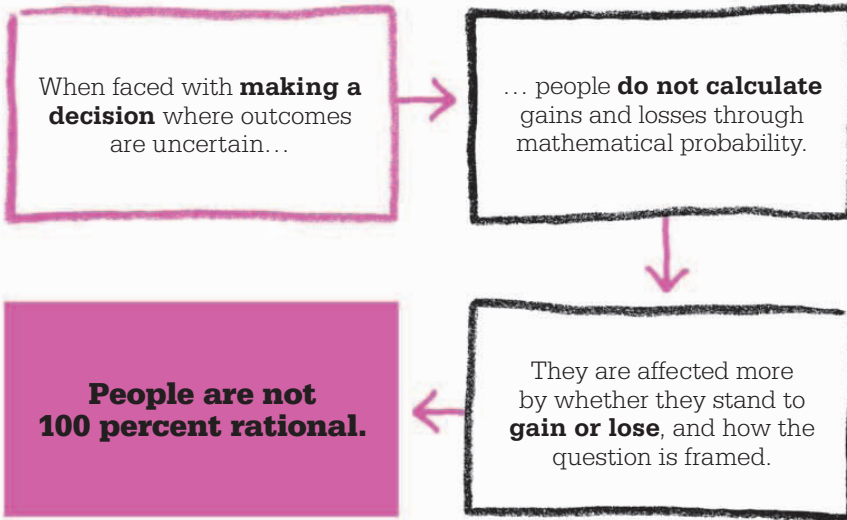 When faced with making a
decision where outcomes
are uncertain…
… people do not calculate
gains and losses through
mathematical probability.
They are affected more
by whether they stand to
gain or lose, and how the
question is framed.
People are not
100 percent rational.